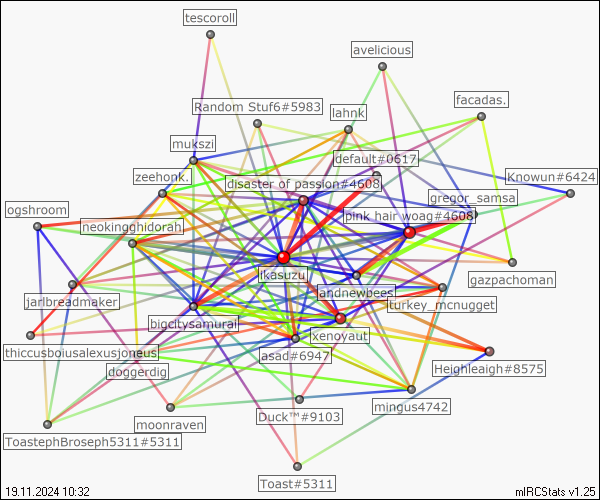 tescoroll
avelicious
facadas.
Random Stuf6#5983
lahnk
mukszi
default#0617
zeehonk.
disaster of passion#4608
Knowun#6424
gregor_samsa
ogshroom
pink hair woag#4608
neokingghidorah
likasuzu
gazpachoman
andnewbees
jarlbreadmaker
turkey_mcnugget
bigcitysamurai
xenoyaut
thiccusboiusalexusjoneus
asad#6947
Heighleaigh#8575
doggerdig
mingus4742
Duck™#9103
moonraven
ToastephBroseph5311#5311
Toast#5311
19.11.2024 10:32
mIRCStats v1.25